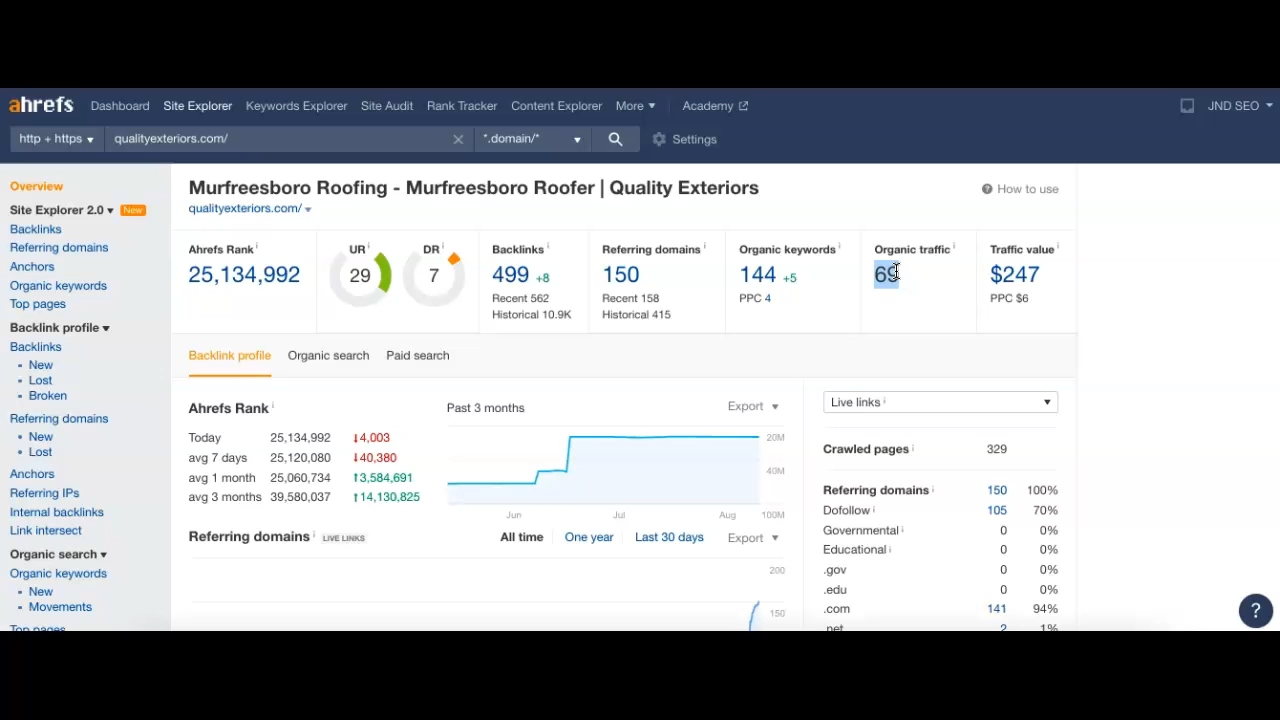 ahrefs Dashboard Site Explorer Keywords Explorer Site Audit Rank Tracker Content Explorer More Academy JND SEO
http + https qualityexteriors.com/ *.domain/* Settings
Overview
Site Explorer 2.0 New
Backlinks
Referring domains
Anchors
Organic keywords
Top pages
Backlink profile
Backlinks
New
Lost
Broken
Referring domains
New
Lost
Anchors
Referring IPs
Internal backlinks
Link intersect
Organic search
Organic keywords
New
Movements
Top pages
Murfreesboro Roofing - Murfreesboro Roofer | Quality Exteriors
? How to use
qualityexteriors.com/
Ahrefs Rank i
25,134,992
UR i
29
DR i
7
Backlinks i
499 +8
Recent 562
Historical 10.9K
Referring domains i
150
Recent 158
Historical 415
Organic keywords i
144 +5
PPC 4
Organic traffic i
69
Traffic value i
$247
PPC $6
Backlink profile Organic search Paid search
Ahrefs Rank i
Past 3 months
Export
Today 25,134,992 ↓4,003
avg 7 days 25,120,080 ↓40,380
avg 1 month 25,060,734 ↑3,584,691
avg 3 months 39,580,037 ↑14,130,825
20M
40M
100M
Jun Jul Aug
Referring domains i LIVE LINKS
All time One year Last 30 days Export
200
150
Live links i
Crawled pages i 329
Referring domains i 150 100%
Dofollow i 105 70%
Governmental i 0 0%
Educational i 0 0%
.gov 0 0%
.edu 0 0%
.com 141 94%
.net 2 1%
?